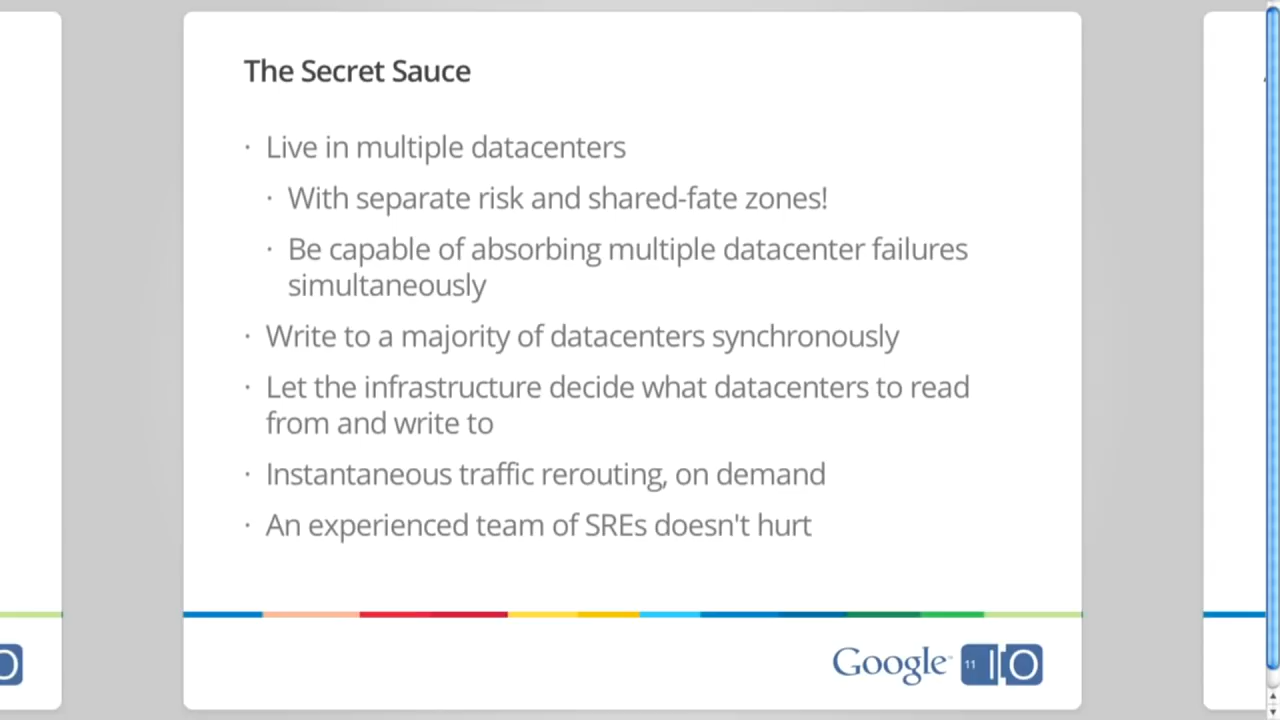 The Secret Sauce
· Live in multiple datacenters
· With separate risk and shared-fate zones!
· Be capable of absorbing multiple datacenter failures
simultaneously
· Write to a majority of datacenters synchronously
· Let the infrastructure decide what datacenters to read
from and write to
· Instantaneous traffic rerouting, on demand
· An experienced team of SREs doesn't hurt
O
Google™ 11 IO